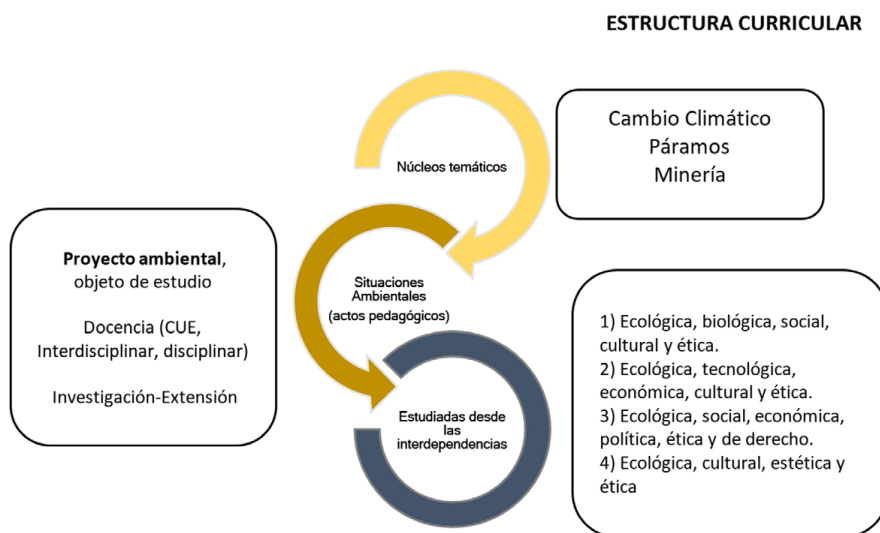 ESTRUCTURA CURRICULAR
Núcleos temáticos
Cambio Climático
Páramos
Minería
Proyecto ambiental,
objeto de estudio
Docencia (CUE,
Interdisciplinar, disciplinar)
Investigación-Extensión
Situaciones
Ambientales
(actos pedagógicos)
Estudiadas desde
las
interdependencias
1) Ecológica, biológica, social,
cultural y ética.
2) Ecológica, tecnológica,
económica, cultural y ética.
3) Ecológica, social, económica,
política, ética y de derecho.
4) Ecológica, cultural, estética y
ética